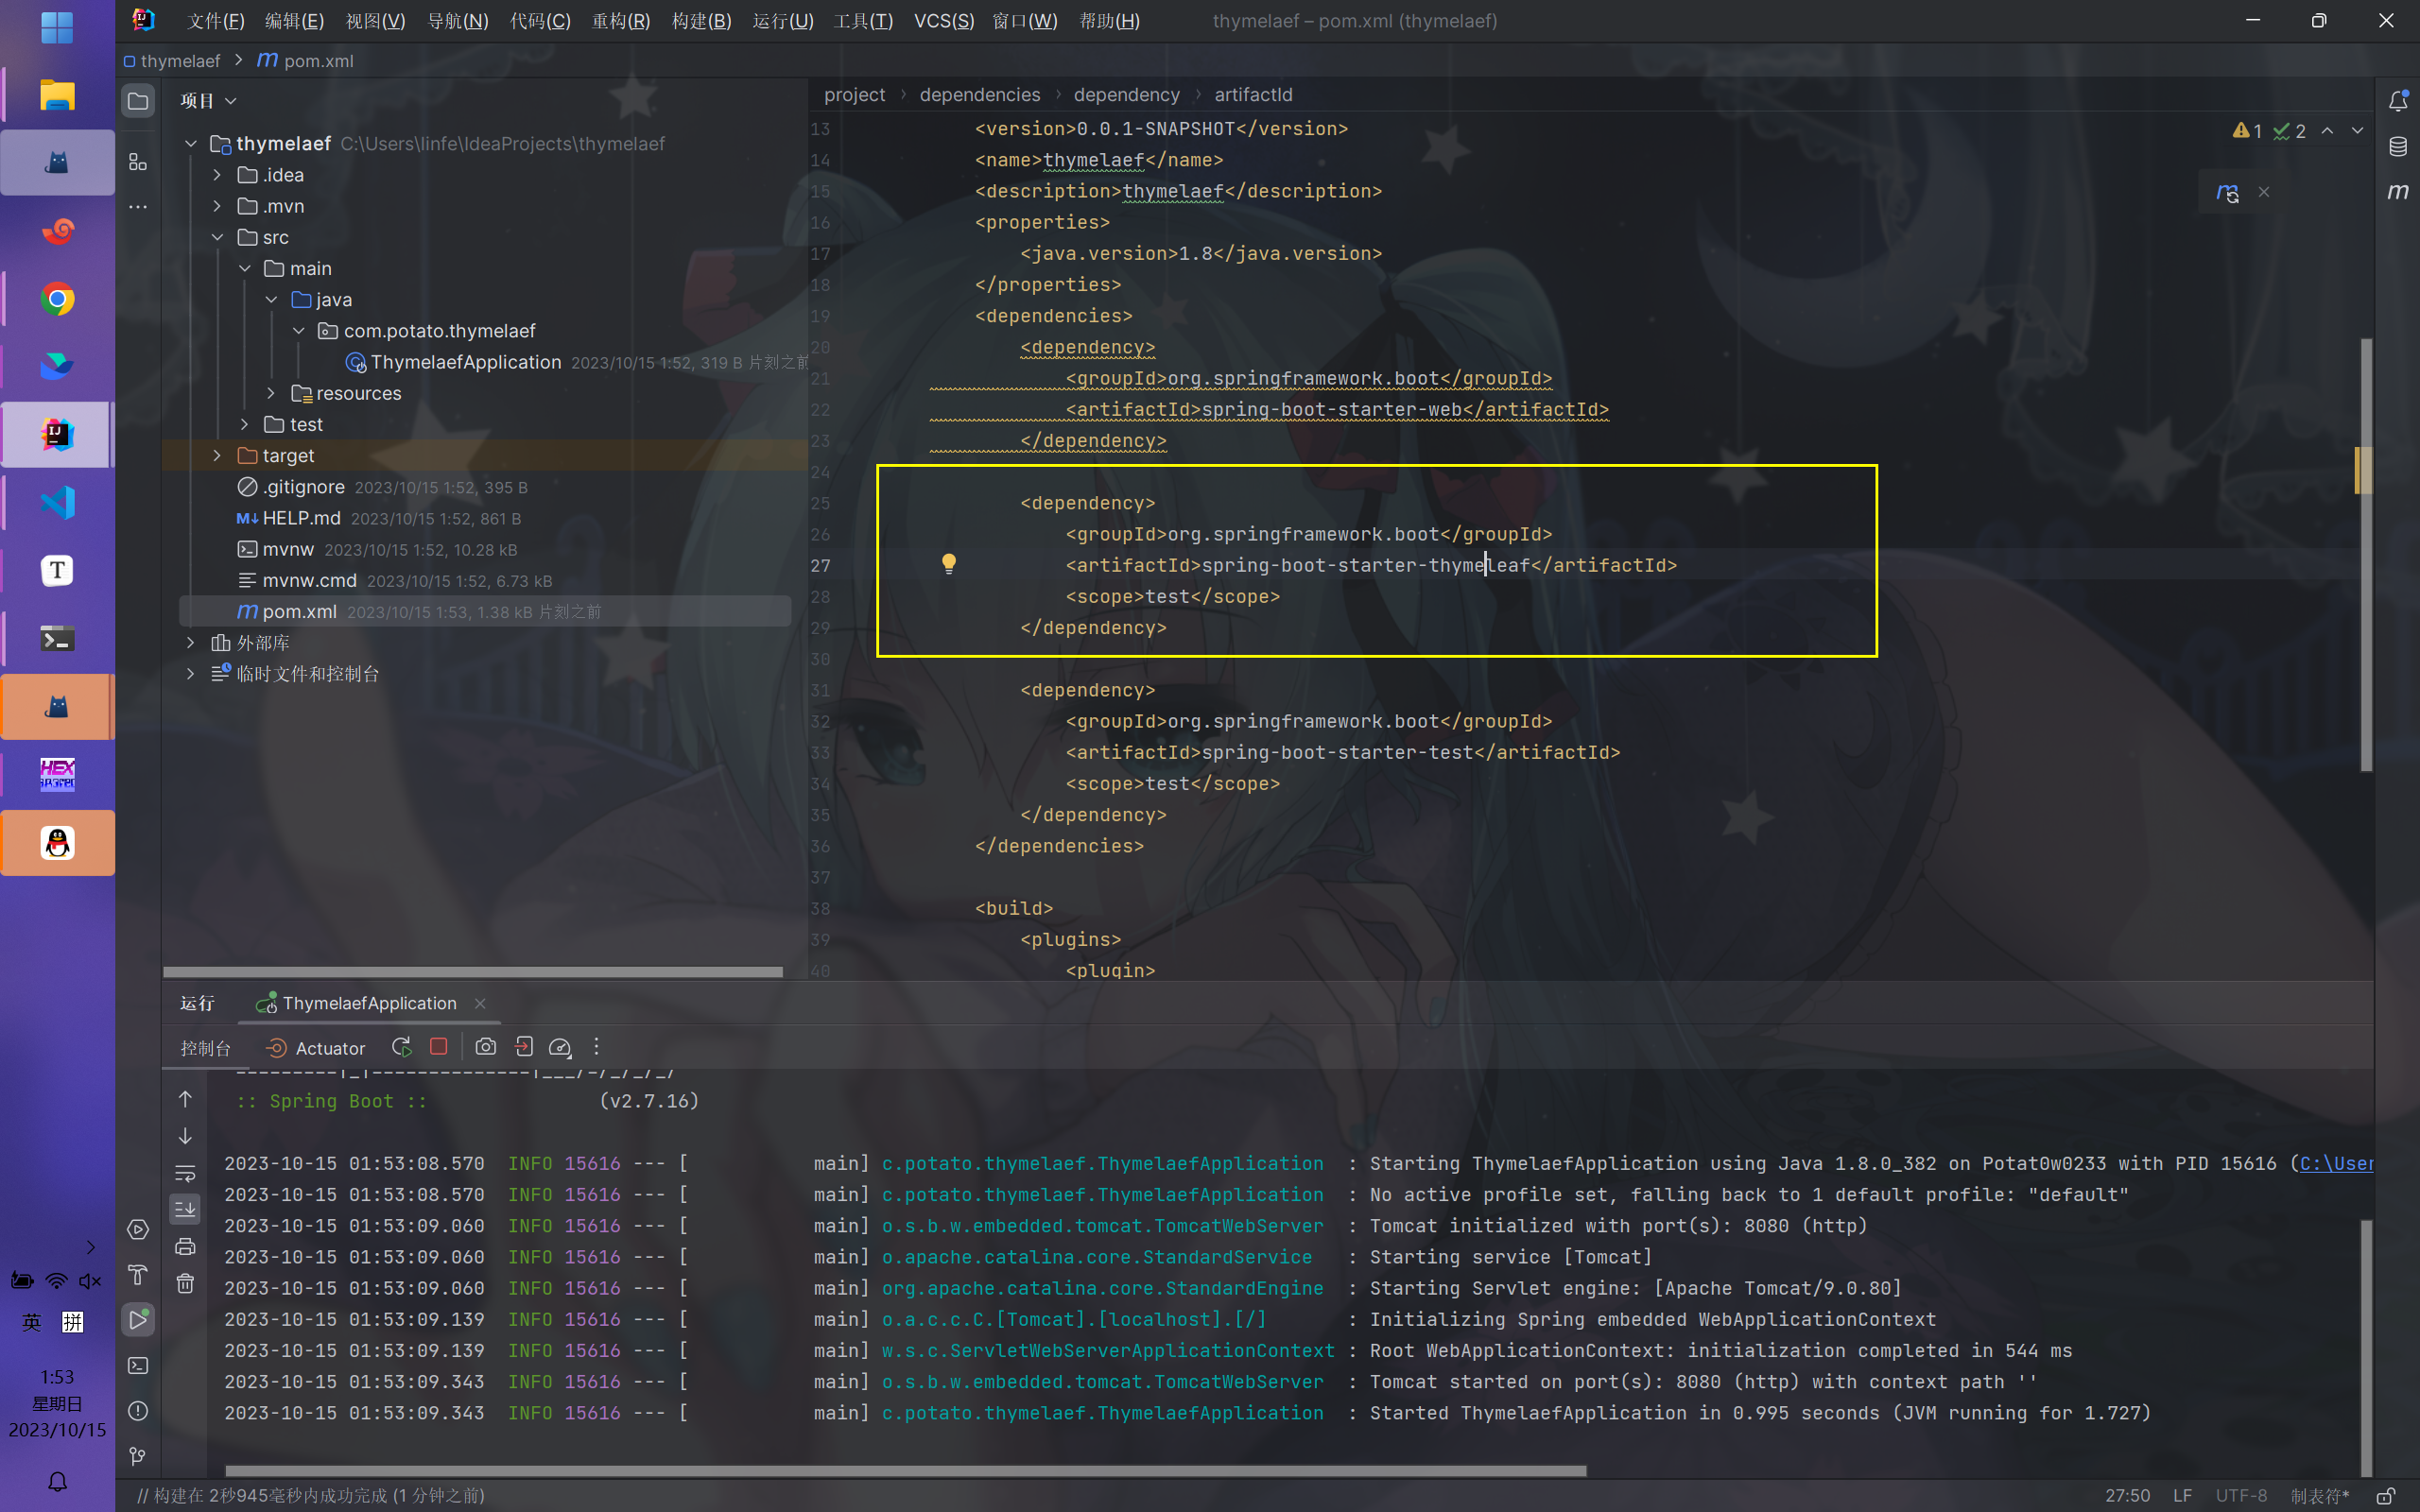 文件(F) 编辑(E) 视图(V) 导航(N) 代码(C) 重构(R) 构建(B) 运行(U) 工具(T) VCS(S) 窗口(W) 帮助(H) thymelaef – pom.xml (thymelaef)
thymelaef > m pom.xml
项目
thymelaef C:\Users\linfe\IdeaProjects\thymelaef
.idea
.mvn
src
main
java
com.potato.thymelaef
ThymelaefApplication 2023/10/15 1:52, 319 B 片刻之前
resources
test
target
.gitignore 2023/10/15 1:52, 395 B
M↓ HELP.md 2023/10/15 1:52, 861 B
mvnw 2023/10/15 1:52, 10.28 kB
mvnw.cmd 2023/10/15 1:52, 6.73 kB
m pom.xml 2023/10/15 1:53, 1.38 kB 片刻之前
外部库
临时文件和控制台
project > dependencies > dependency > artifactId
1 2
13 <version>0.0.1-SNAPSHOT</version>
14 <name>thymelaef</name>
15 <description>thymelaef</description>
16 <properties>
17 <java.version>1.8</java.version>
18 </properties>
19 <dependencies>
20 <dependency>
21 <groupId>org.springframework.boot</groupId>
22 <artifactId>spring-boot-starter-web</artifactId>
23 </dependency>
24
25 <dependency>
26 <groupId>org.springframework.boot</groupId>
27 <artifactId>spring-boot-starter-thymeleaf</artifactId>
28 <scope>test</scope>
29 </dependency>
30
31 <dependency>
32 <groupId>org.springframework.boot</groupId>
33 <artifactId>spring-boot-starter-test</artifactId>
34 <scope>test</scope>
35 </dependency>
36 </dependencies>
37
38 <build>
39 <plugins>
40 <plugin>
运行 ThymelaefApplication
控制台 Actuator
:: Spring Boot :: (v2.7.16)
2023-10-15 01:53:08.570 INFO 15616 --- [ main] c.potato.thymelaef.ThymelaefApplication : Starting ThymelaefApplication using Java 1.8.0_382 on Potat0w0233 with PID 15616 (C:\User
2023-10-15 01:53:08.570 INFO 15616 --- [ main] c.potato.thymelaef.ThymelaefApplication : No active profile set, falling back to 1 default profile: "default"
2023-10-15 01:53:09.060 INFO 15616 --- [ main] o.s.b.w.embedded.tomcat.TomcatWebServer : Tomcat initialized with port(s): 8080 (http)
2023-10-15 01:53:09.060 INFO 15616 --- [ main] o.apache.catalina.core.StandardService : Starting service [Tomcat]
2023-10-15 01:53:09.060 INFO 15616 --- [ main] org.apache.catalina.core.StandardEngine : Starting Servlet engine: [Apache Tomcat/9.0.80]
2023-10-15 01:53:09.139 INFO 15616 --- [ main] o.a.c.c.C.[Tomcat].[localhost].[/] : Initializing Spring embedded WebApplicationContext
2023-10-15 01:53:09.139 INFO 15616 --- [ main] w.s.c.ServletWebServerApplicationContext : Root WebApplicationContext: initialization completed in 544 ms
2023-10-15 01:53:09.343 INFO 15616 --- [ main] o.s.b.w.embedded.tomcat.TomcatWebServer : Tomcat started on port(s): 8080 (http) with context path ''
2023-10-15 01:53:09.343 INFO 15616 --- [ main] c.potato.thymelaef.ThymelaefApplication : Started ThymelaefApplication in 0.995 seconds (JVM running for 1.727)
// 构建在 2秒945毫秒内成功完成 (1 分钟之前)
27:50 LF UTF-8 制表符*
英 拼
1:53
星期日
2023/10/15